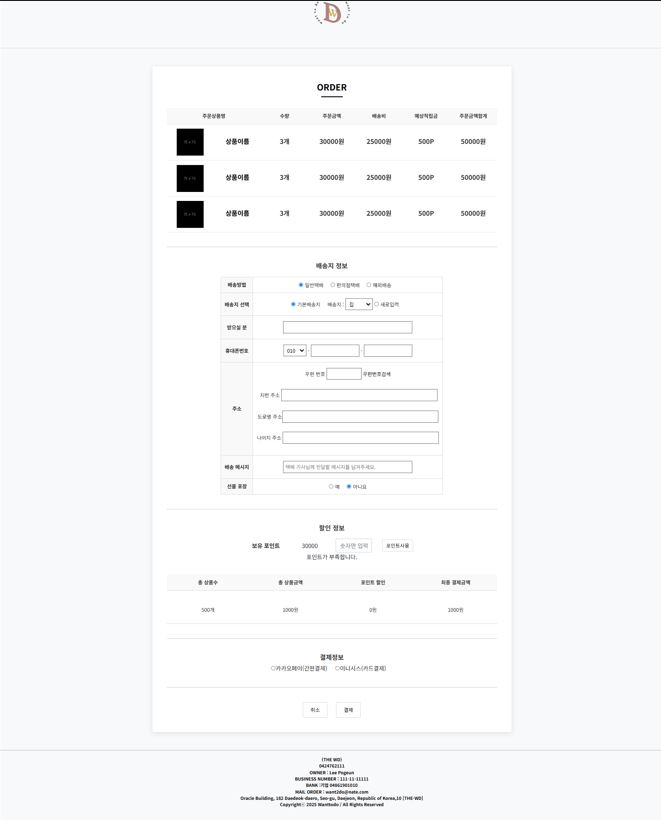 D
W
ORDER
주문상품명 수량 주문금액 배송비 예상적립금 주문금액합계
75 x 75 상품이름 3개 30000원 25000원 500P 50000원
75 x 75 상품이름 3개 30000원 25000원 500P 50000원
75 x 75 상품이름 3개 30000원 25000원 500P 50000원
배송지 정보
배송방법 일반택배 편의점택배 해외배송
배송지 선택 기본배송지 배송지 : 집 새로입력
받으실 분
휴대폰번호 010 - -
주소 우편 번호 우편번호검색
지번 주소
도로명 주소
나머지 주소
배송 메시지 택배 기사님께 전달할 메시지를 남겨주세요.
선물 포장 예 아니요
할인 정보
보유 포인트 30000 숫자만 입력 포인트사용
포인트가 부족합니다.
총 상품수 총 상품금액 포인트 할인 최종 결제금액
500개 1000원 0원 1000원
결제정보
카카오페이(간편결제) 이니시스(카드결제)
취소 결제
(THE WD)
0424762111
OWNER : Lee Pogeun
BUSINESS NUMBER : 111-11-11111
BANK :기업 04861901010
MAIL ORDER : want2do@nate.com
Oracle Building, 182 Daedeok-daero, Seo-gu, Daejeon, Republic of Korea,10 (THE-WD)
Copyrightⓒ 2025 Wanttodo / All Rights Reserved